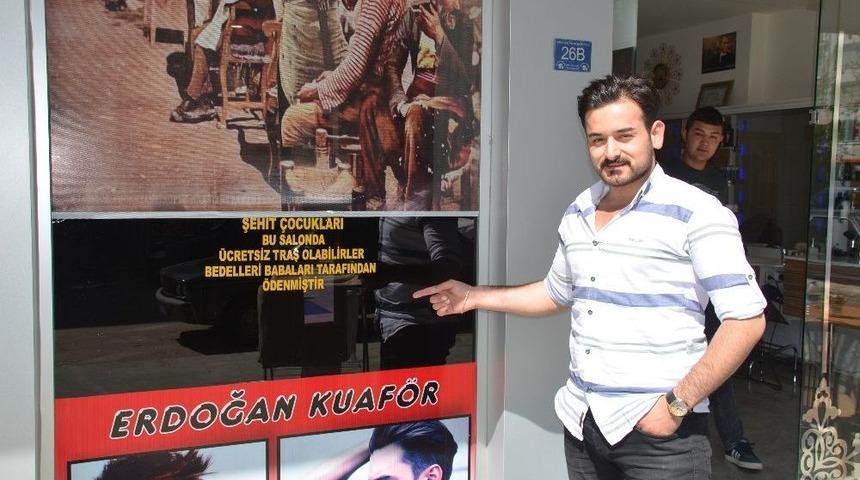 26B
ŞEHİT ÇOCUKLARI
BU SALONDA
ÜCRETSİZ TRAŞ OLABİLİRLER
BEDELLERİ BABALARI TARAFINDAN
ÖDENMİŞTİR
ERDOĞAN KUAFÖR